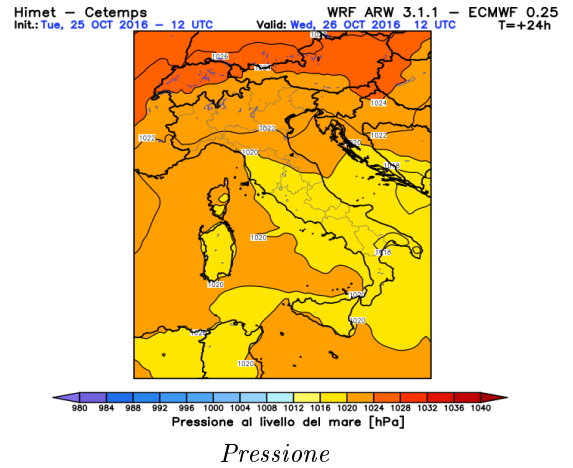 Himet – Cetemps WRF ARW 3.1.1 – ECMWF 0.25
Init.: Tue, 25 OCT 2016 – 12 UTC Valid: Wed, 26 OCT 2016 12 UTC T=+24h
1026
1024
1022
1022
1022
1020
1018
1020
1018
1020
1020
1020
1020
980 984 988 992 996 1000 1004 1008 1012 1016 1020 1024 1028 1032 1036 1040
Pressione al livello del mare [hPa]
Pressione